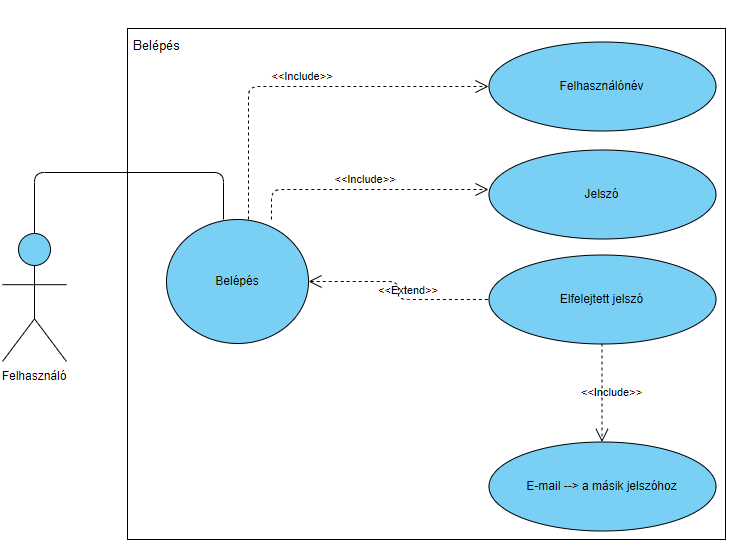 Belépés
<<Include>>
Felhasználónév
<<Include>>
Jelszó
Belépés
<<Extend>>
Elfelejtett jelszó
Felhasználó
<<Include>>
E-mail --> a másik jelszóhoz